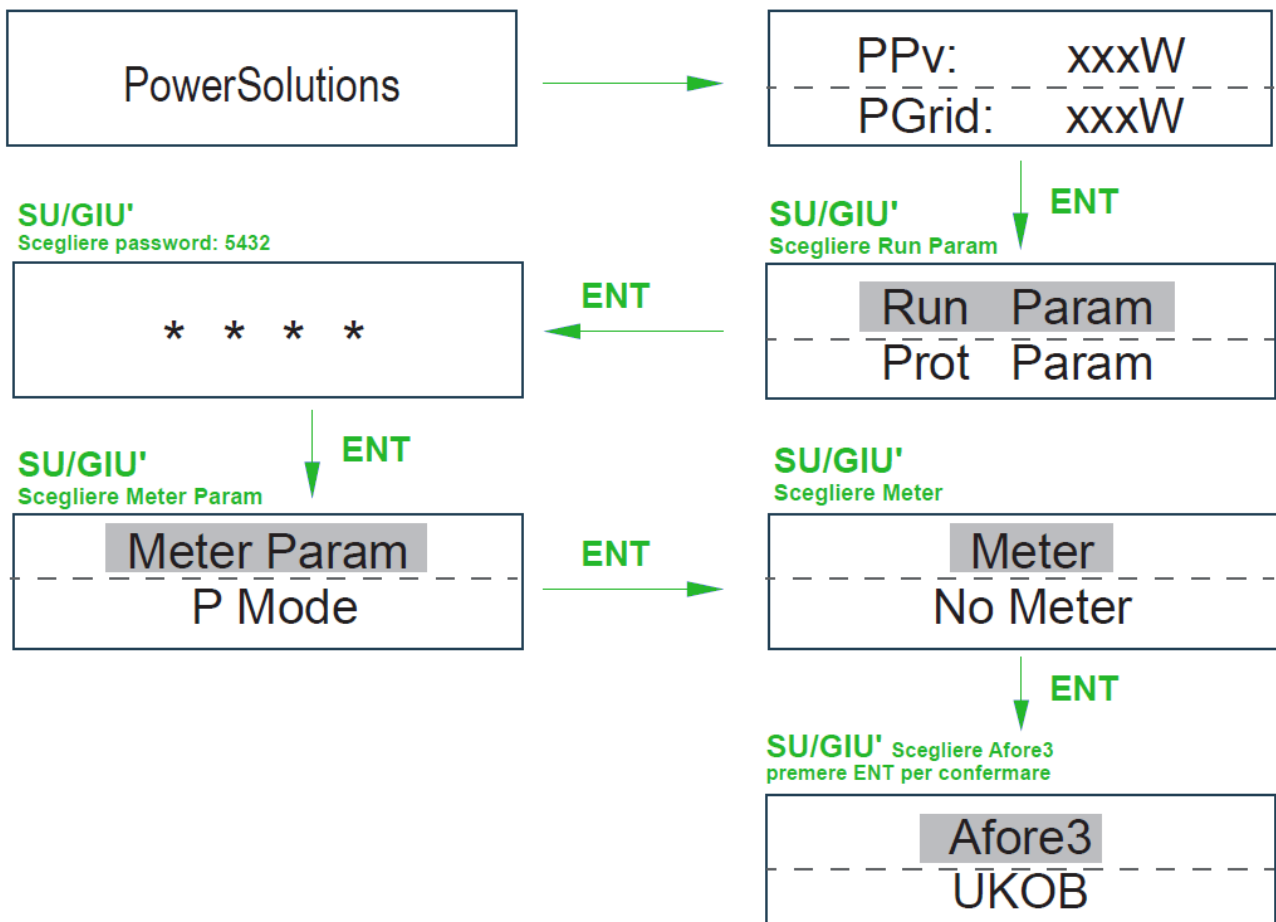 PowerSolutions
PPv: xxxW
PGrid: xxxW
ENT
SU/GIU'
Scegliere Run Param
Run Param
Prot Param
ENT
SU/GIU'
Scegliere password: 5432
* * * *
ENT
SU/GIU'
Scegliere Meter Param
Meter Param
P Mode
ENT
SU/GIU'
Scegliere Meter
Meter
No Meter
ENT
SU/GIU' Scegliere Afore3
premere ENT per confermare
Afore3
UKOB